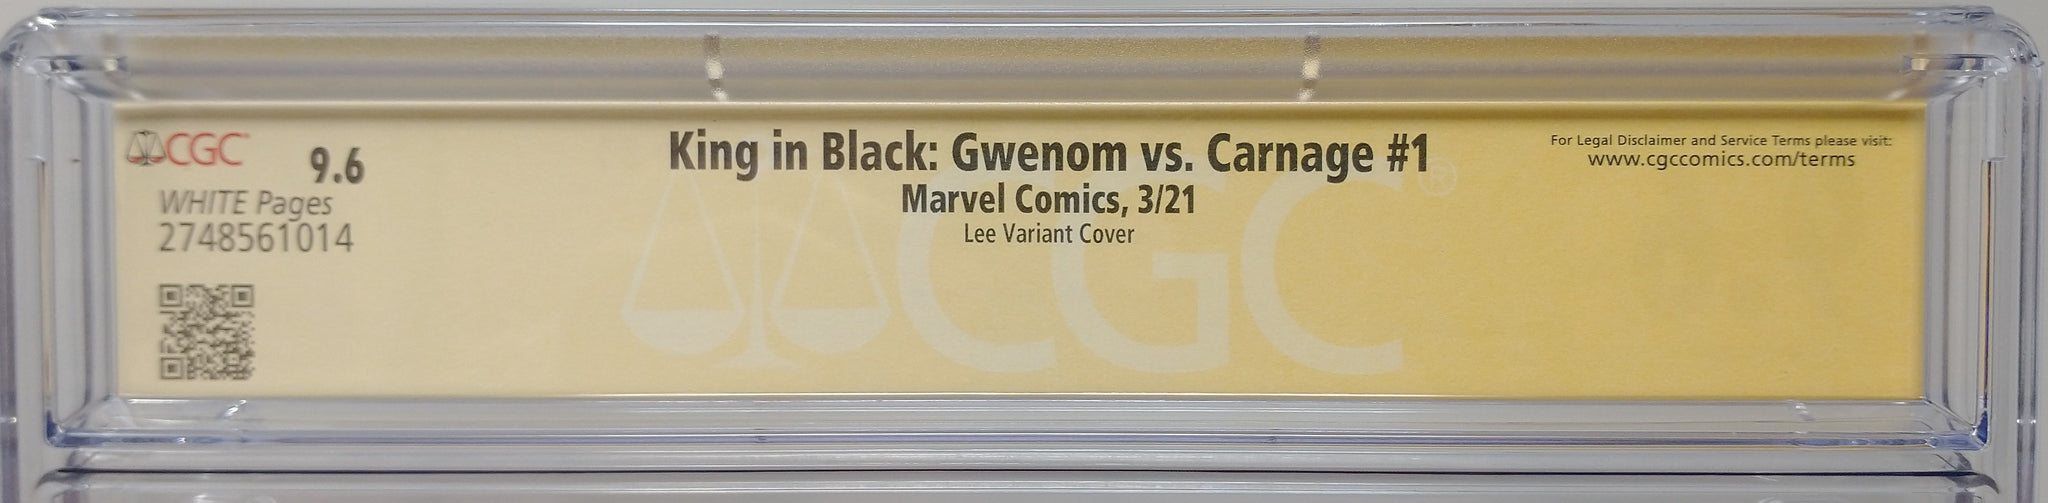 CGC
9.6
WHITE Pages
2748561014
King in Black: Gwenom vs. Carnage #1
Marvel Comics, 3/21
Lee Variant Cover
For Legal Disclaimer and Service Terms please visit:
www.cgccomics.com/terms
CGC®